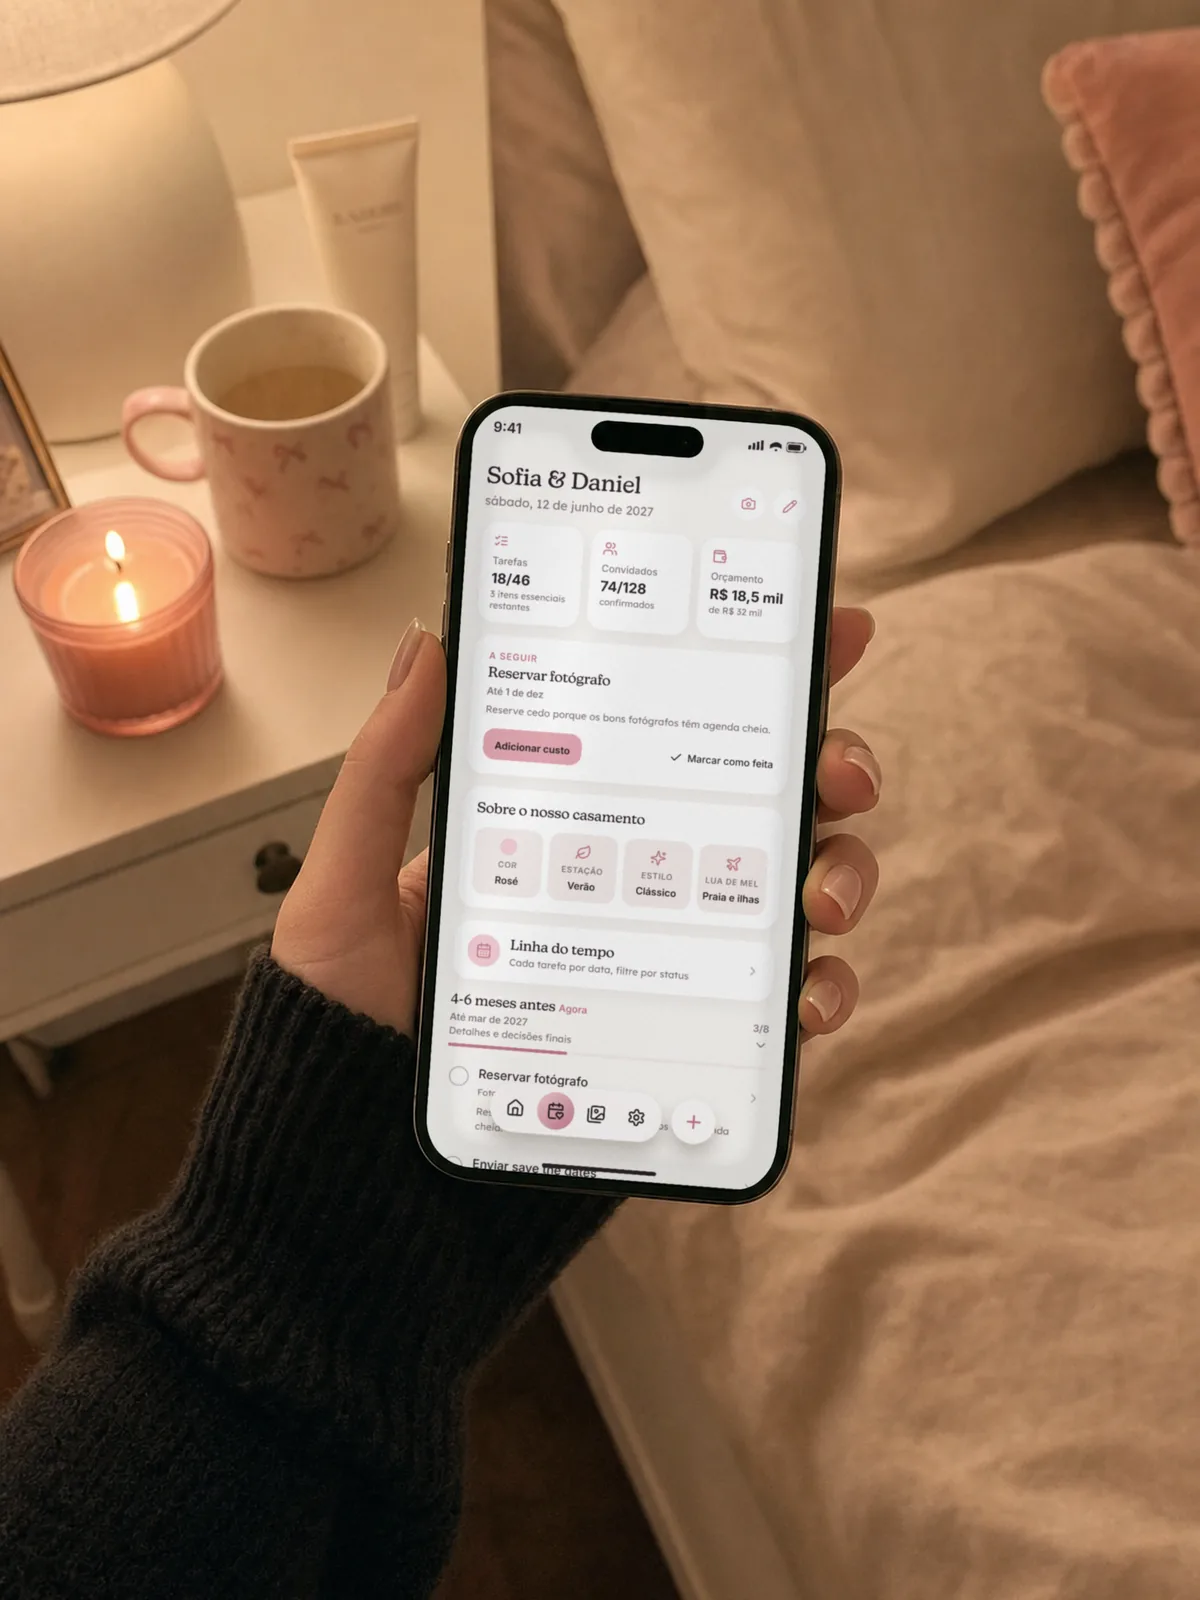 9:41
Sofia & Daniel
sábado, 12 de junho de 2027
Tarefas
18/46
3 itens essenciais
restantes
Convidados
74/128
confirmados
Orçamento
R$ 18,5 mil
de R$ 32 mil
A SEGUIR
Reservar fotógrafo
Até 1 de dez
Reserve cedo porque os bons fotógrafos têm agenda cheia.
Adicionar custo
Marcar como feita
Sobre o nosso casamento
COR
Rosé
ESTAÇÃO
Verão
ESTILO
Clássico
LUA DE MEL
Praia e ilhas
Linha do tempo
Cada tarefa por data, filtre por status
4-6 meses antes Agora
3/8
Até mar de 2027
Detalhes e decisões finais
Reservar fotógrafo
Enviar save the dates